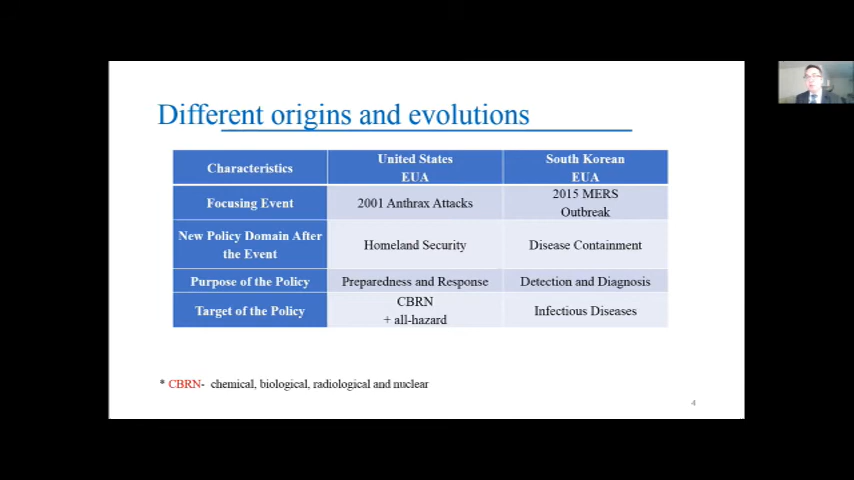 Different origins and evolutions
Characteristics
United States
EUA
South Korean
EUA
Focusing Event
2001 Anthrax Attacks
2015 MERS
Outbreak
New Policy Domain After
the Event
Homeland Security
Disease Containment
Purpose of the Policy
Preparedness and Response
Detection and Diagnosis
Target of the Policy
CBRN
+ all-hazard
Infectious Diseases
* CBRN- chemical, biological, radiological and nuclear
4